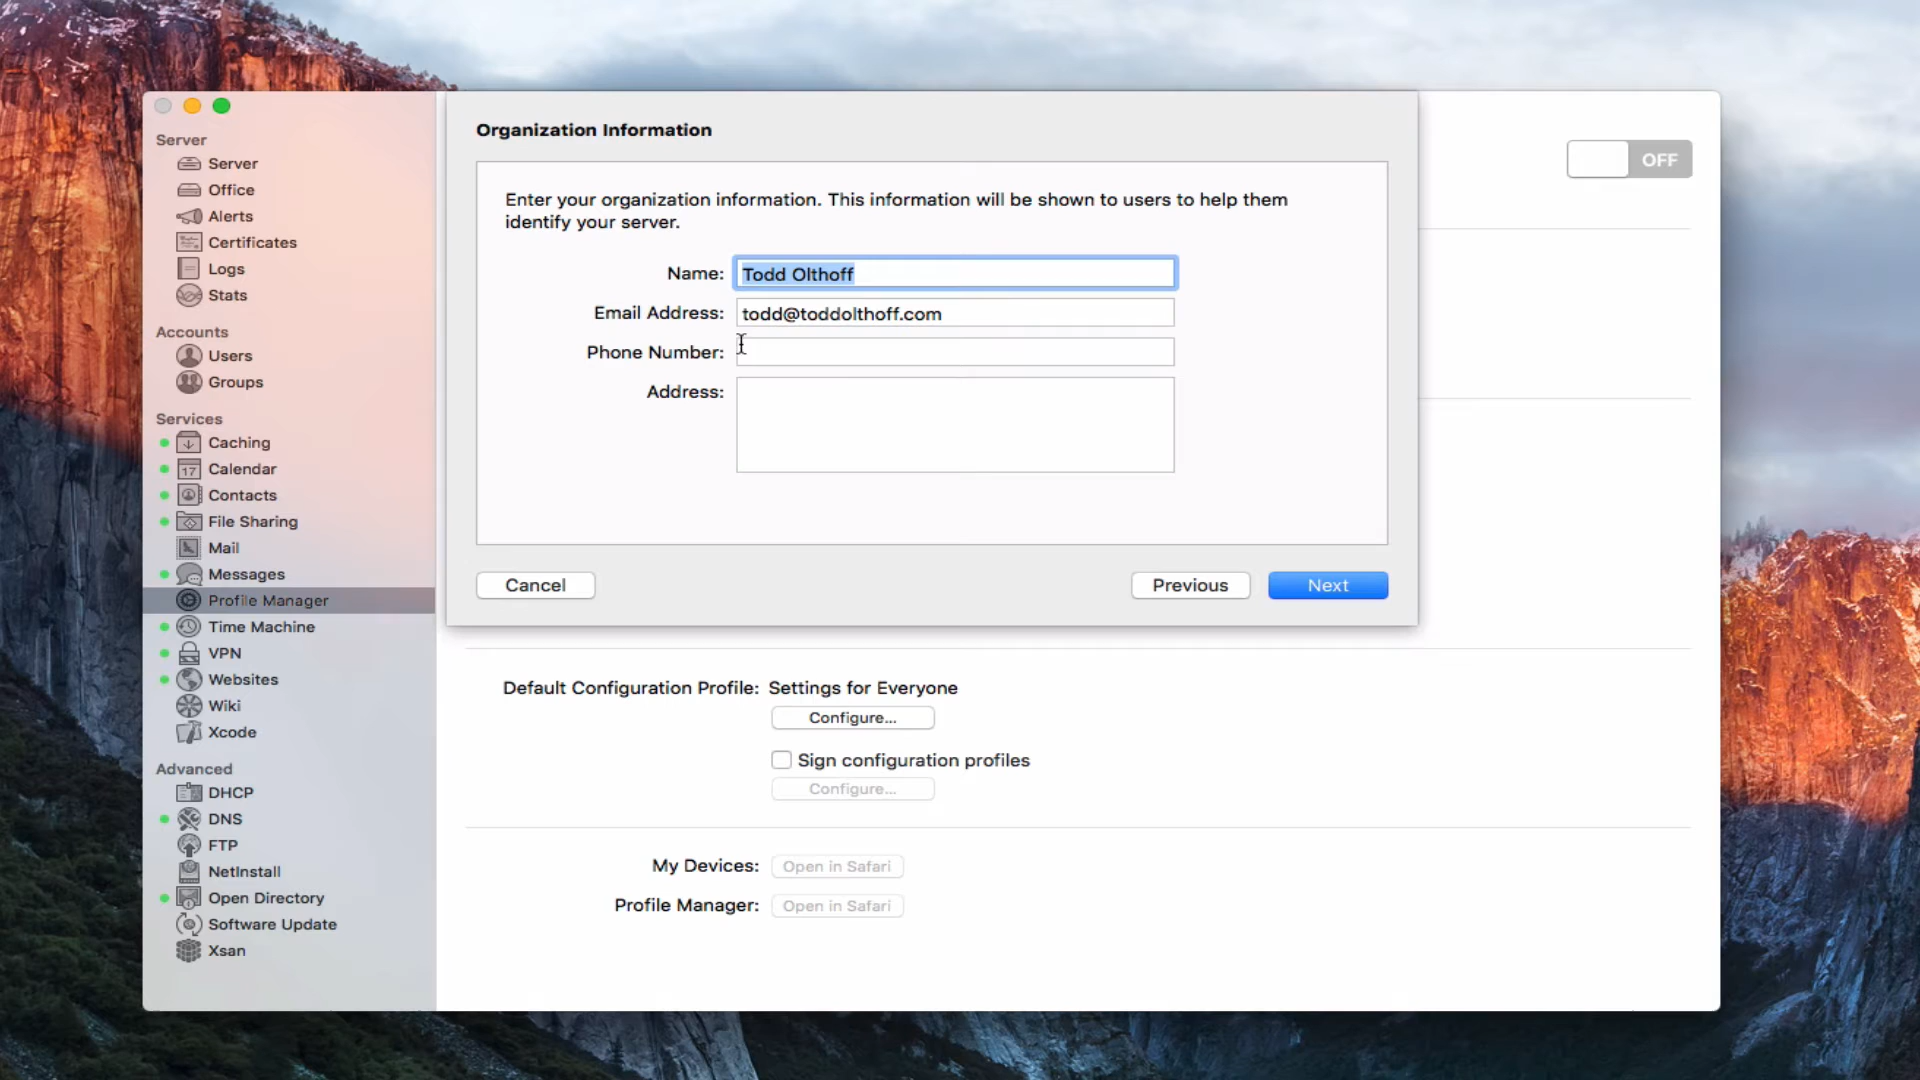 Server
Server
Office
Alerts
Certificates
Logs
Stats
Accounts
Users
Groups
Services
Caching
17 Calendar
Contacts
File Sharing
Mail
Messages
Profile Manager
Time Machine
VPN
Websites
Wiki
Xcode
Advanced
DHCP
DNS
FTP
NetInstall
Open Directory
Software Update
Xsan
Organization Information
Enter your organization information. This information will be shown to users to help them
identify your server.
Name: Todd Olthoff
Email Address: todd@toddolthoff.com
Phone Number:
Address:
Cancel Previous Next
OFF
Default Configuration Profile: Settings for Everyone
Configure...
Sign configuration profiles
Configure...
My Devices: Open in Safari
Profile Manager: Open in Safari